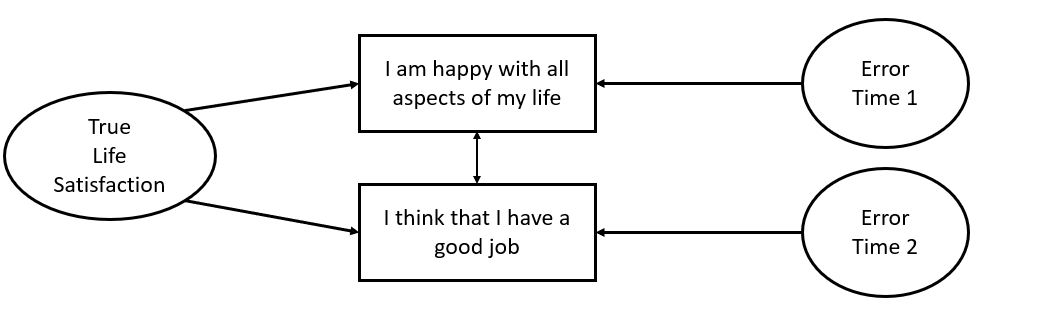 I am happy with all
aspects of my life
Error
Time 1
True
Life
Satisfaction
I think that I have a
good job
Error
Time 2